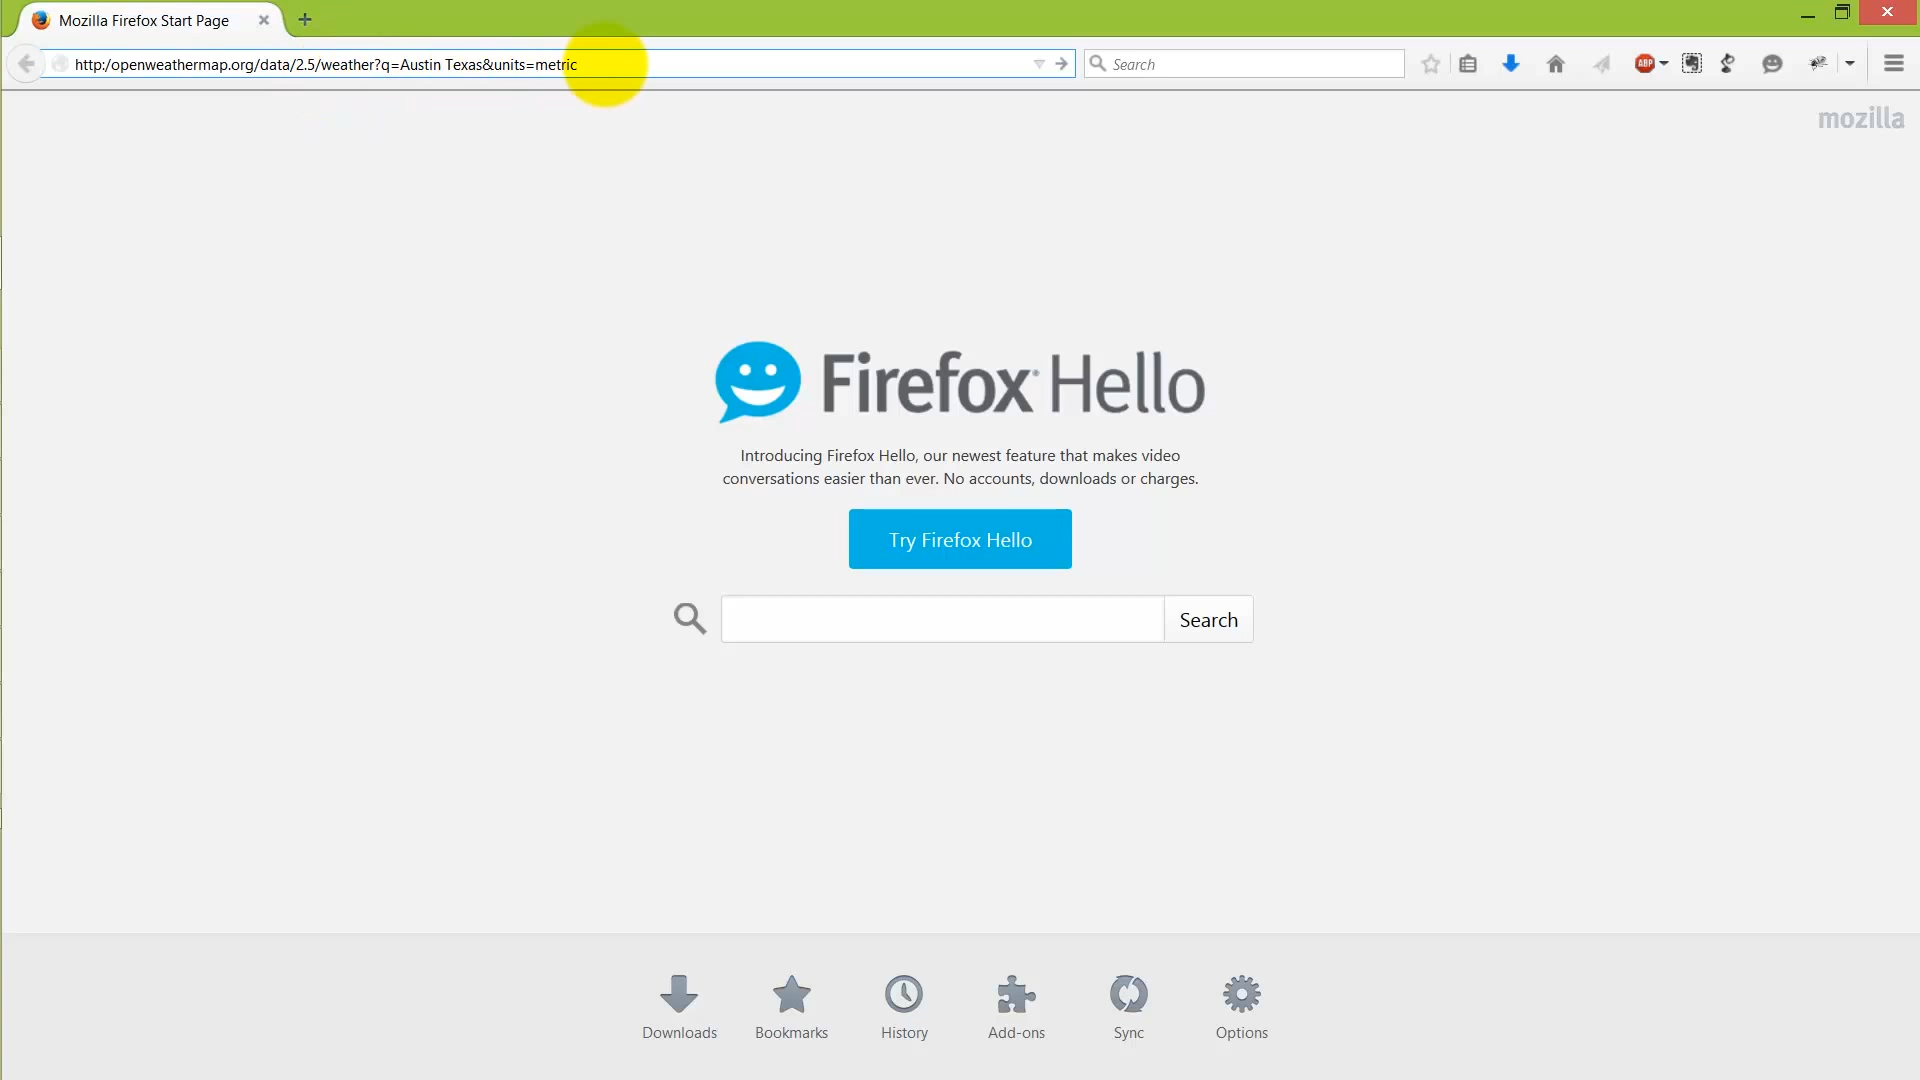 Mozilla Firefox Start Page
http:/openweathermap.org/data/2.5/weather?q=Austin Texas&units=metric
Search
ABP
mozilla
Firefox Hello
Introducing Firefox Hello, our newest feature that makes video
conversations easier than ever. No accounts, downloads or charges.
Try Firefox Hello
Search
Downloads Bookmarks History Add-ons Sync Options